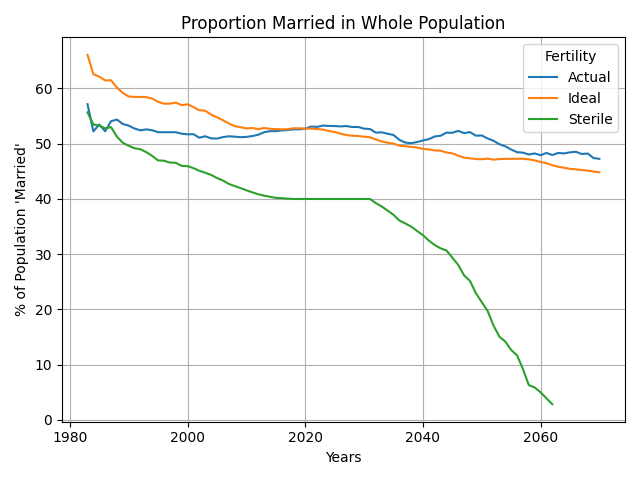 Proportion Married in Whole Population
% of Population 'Married'
60
50
40
30
20
10
0
Fertility
Actual
Ideal
Sterile
1980
2000
2020
2040
2060
Years